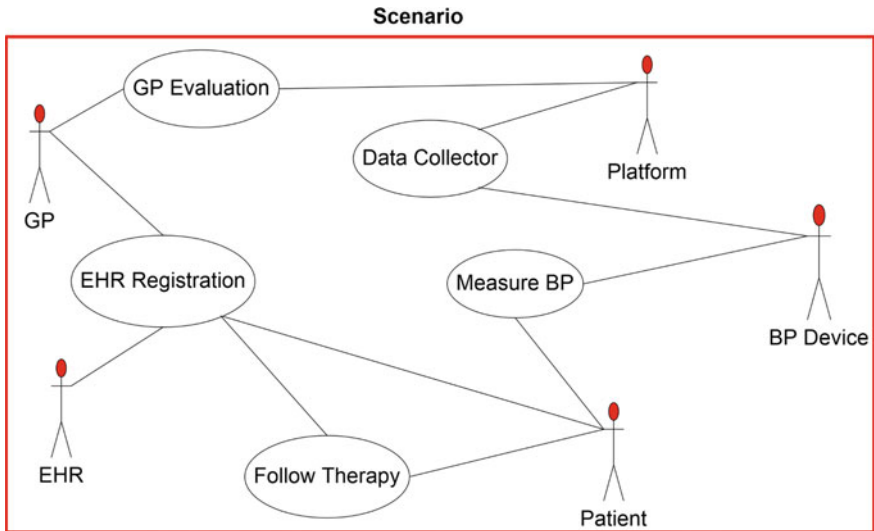 Scenario
GP Evaluation
Data Collector
Platform
GP
EHR Registration
Measure BP
BP Device
EHR
Follow Therapy
Patient